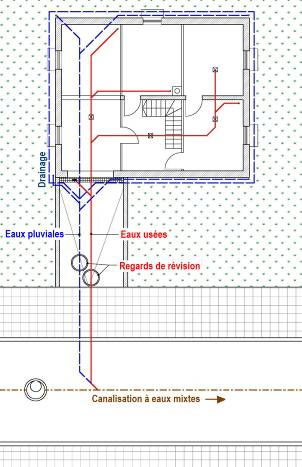 Drainage
Eaux pluviales
Eaux usées
Regards de révision
Canalisation à eaux mixtes